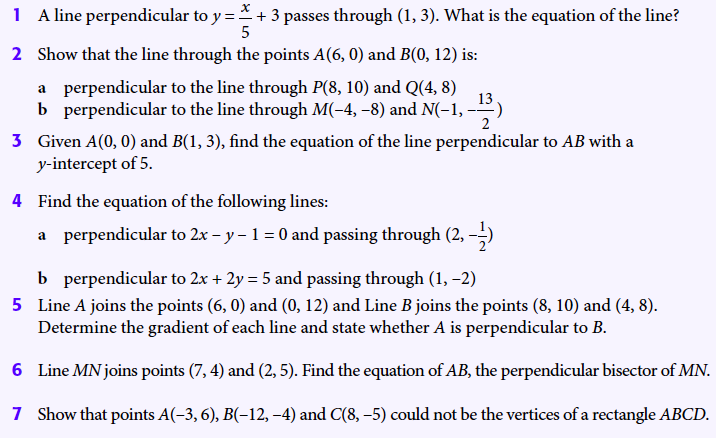 1 A line perpendicular to y = x/5 + 3 passes through (1, 3). What is the equation of the line?
2 Show that the line through the points A(6, 0) and B(0, 12) is:
a perpendicular to the line through P(8, 10) and Q(4, 8)
b perpendicular to the line through M(−4, −8) and N(−1, −13/2)
3 Given A(0, 0) and B(1, 3), find the equation of the line perpendicular to AB with a
y-intercept of 5.
4 Find the equation of the following lines:
a perpendicular to 2x − y − 1 = 0 and passing through (2, −1/2)
b perpendicular to 2x + 2y = 5 and passing through (1, −2)
5 Line A joins the points (6, 0) and (0, 12) and Line B joins the points (8, 10) and (4, 8).
Determine the gradient of each line and state whether A is perpendicular to B.
6 Line MN joins points (7, 4) and (2, 5). Find the equation of AB, the perpendicular bisector of MN.
7 Show that points A(−3, 6), B(−12, −4) and C(8, −5) could not be the vertices of a rectangle ABCD.